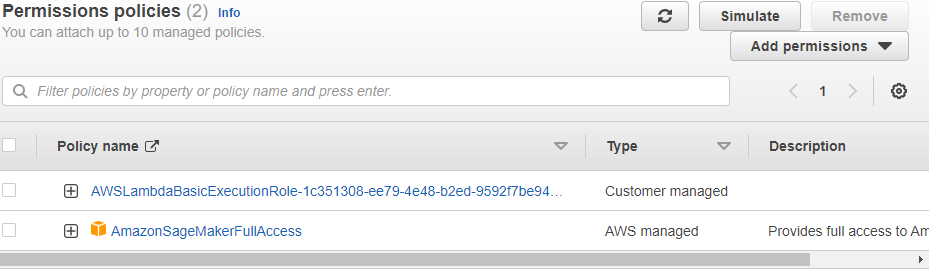 Permissions policies (2) Info
You can attach up to 10 managed policies.
Simulate
Remove
Add permissions
Filter policies by property or policy name and press enter.
1
Policy name
Type
Description
AWSLambdaBasicExecutionRole-1c351308-ee79-4e48-b2ed-9592f7be94…
Customer managed
AmazonSageMakerFullAccess
AWS managed
Provides full access to Am